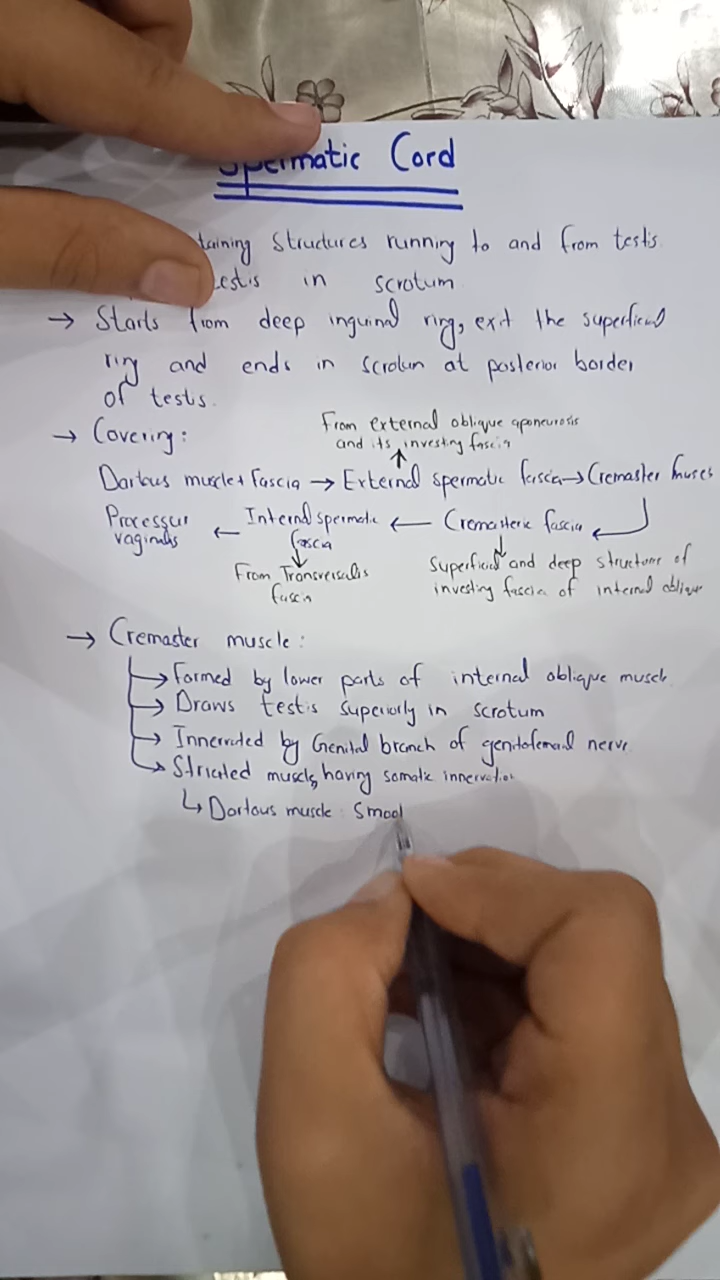 Spermatic Cord
taining structures running to and from testis
testis in scrotum
→ Starts from deep inguinal ring, exit the superficial
ring and ends in scrotum at posterior border
of testis.
→ Covering:
From external oblique aponeurosis
and its investing fascia
Dartous muscle + Fascia → External spermatic fascia → Cremaster muscles
Processur vaginalis ← Internal spermatic fascia ← Cremasteric fascia
From Transversalis fascia
Superficial and deep structure of
investing fascia of internal oblique
→ Cremaster muscle:
→ Formed by lower parts of internal oblique muscle.
→ Draws testis superiorly in scrotum
→ Innervated by Genital branch of genitofemoral nerve
→ Striated muscle, having somatic innervation
↳ Dartous muscle: Smoot